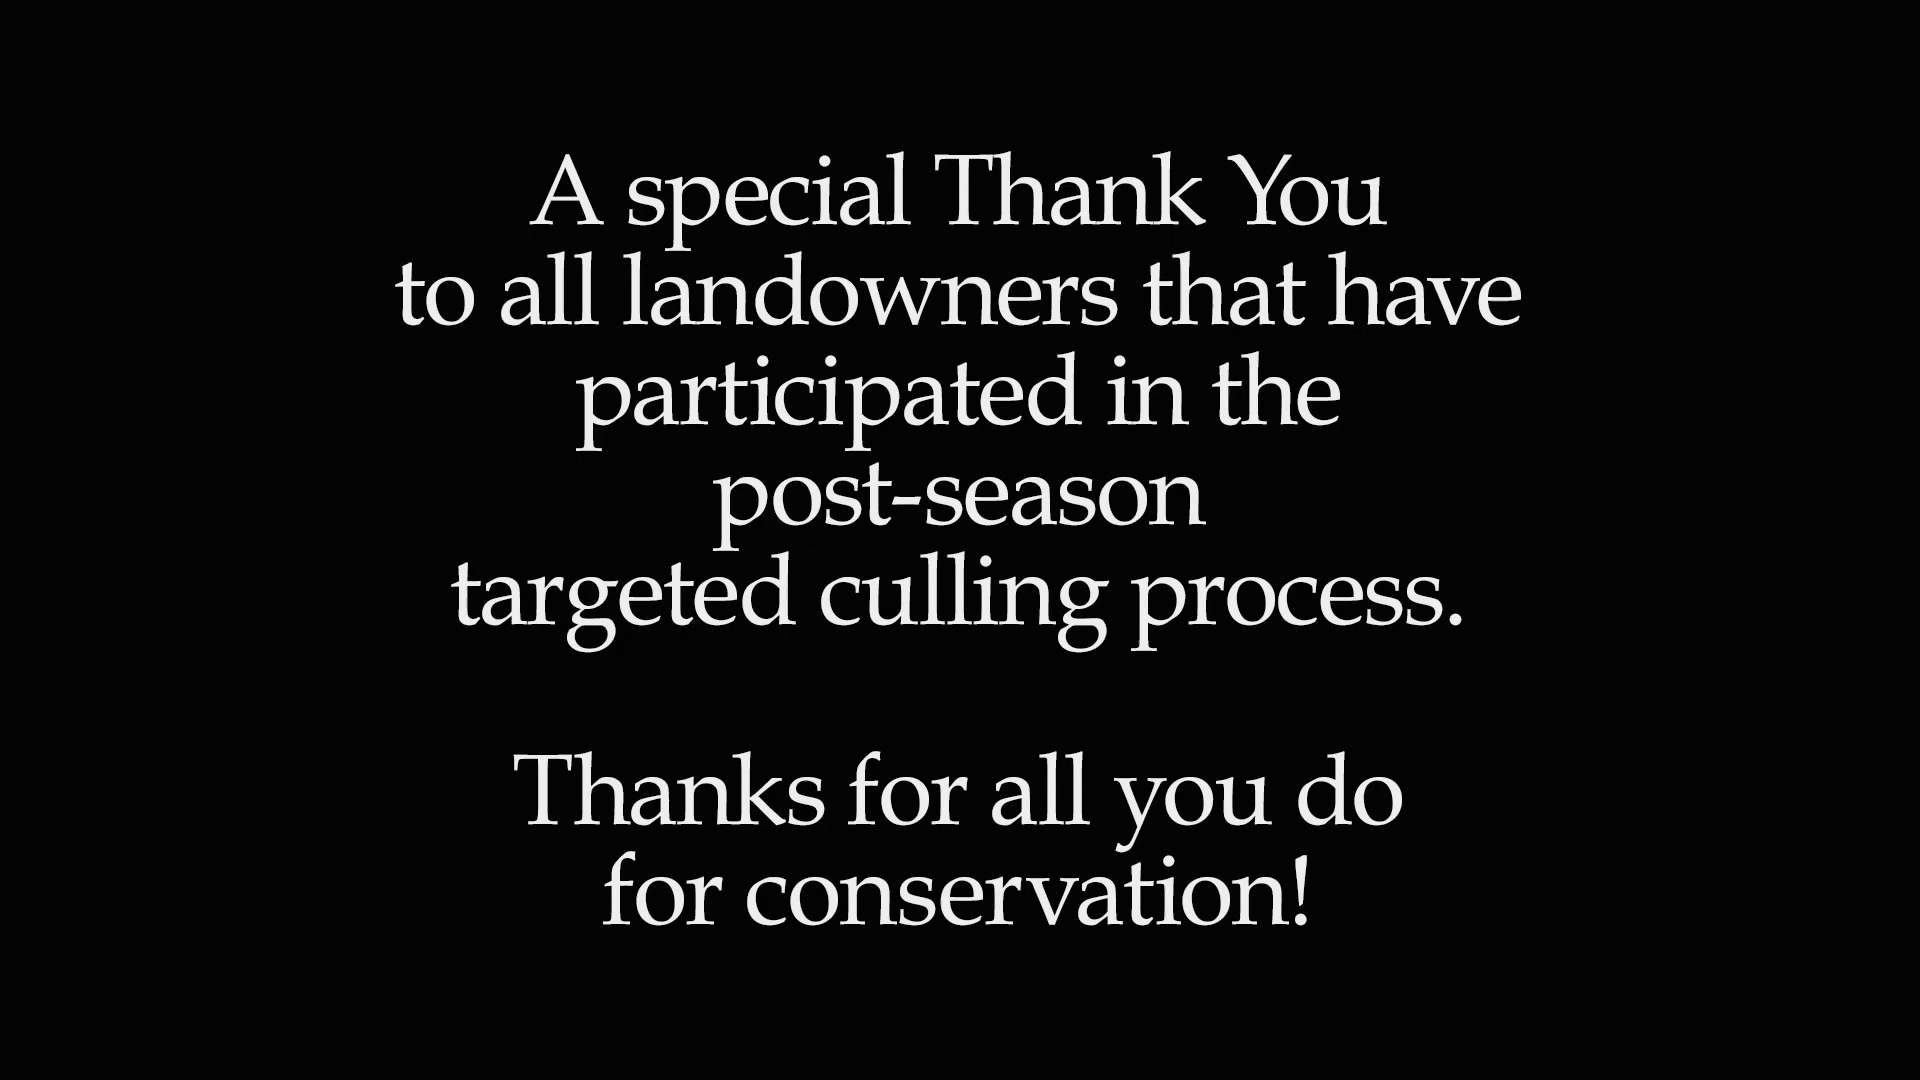 A special Thank You
to all landowners that have
participated in the
post-season
targeted culling process.
Thanks for all you do
for conservation!